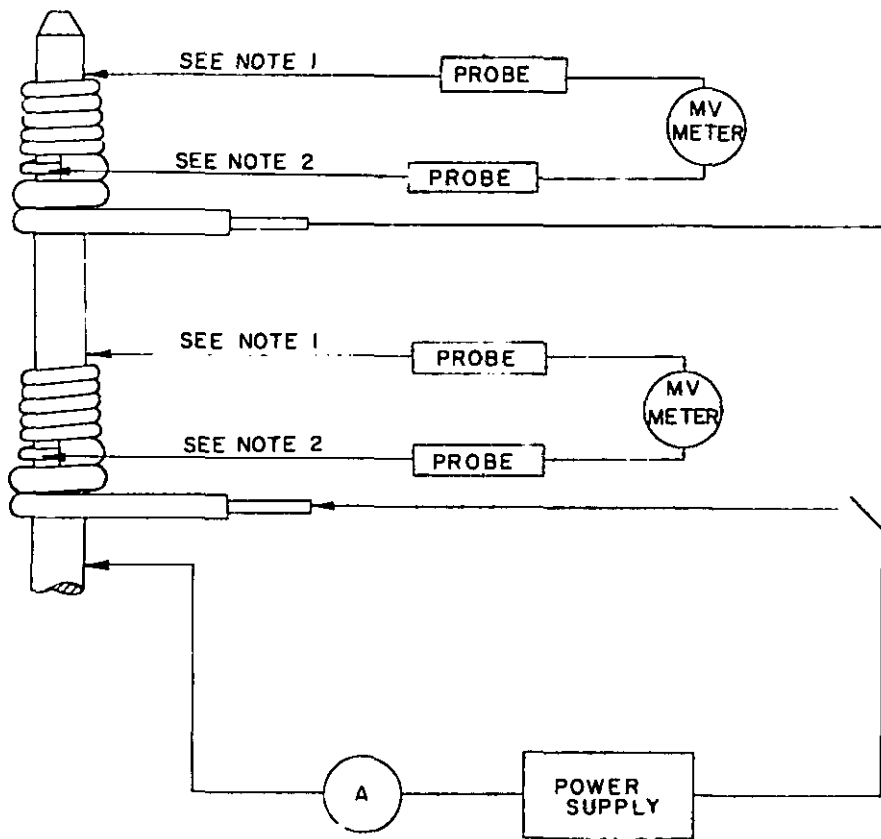 SEE NOTE 1
PROBE
MV
METER
SEE NOTE 2
PROBE
SEE NOTE 1
PROBE
MV
METER
SEE NOTE 2
PROBE
A
POWER
SUPPLY